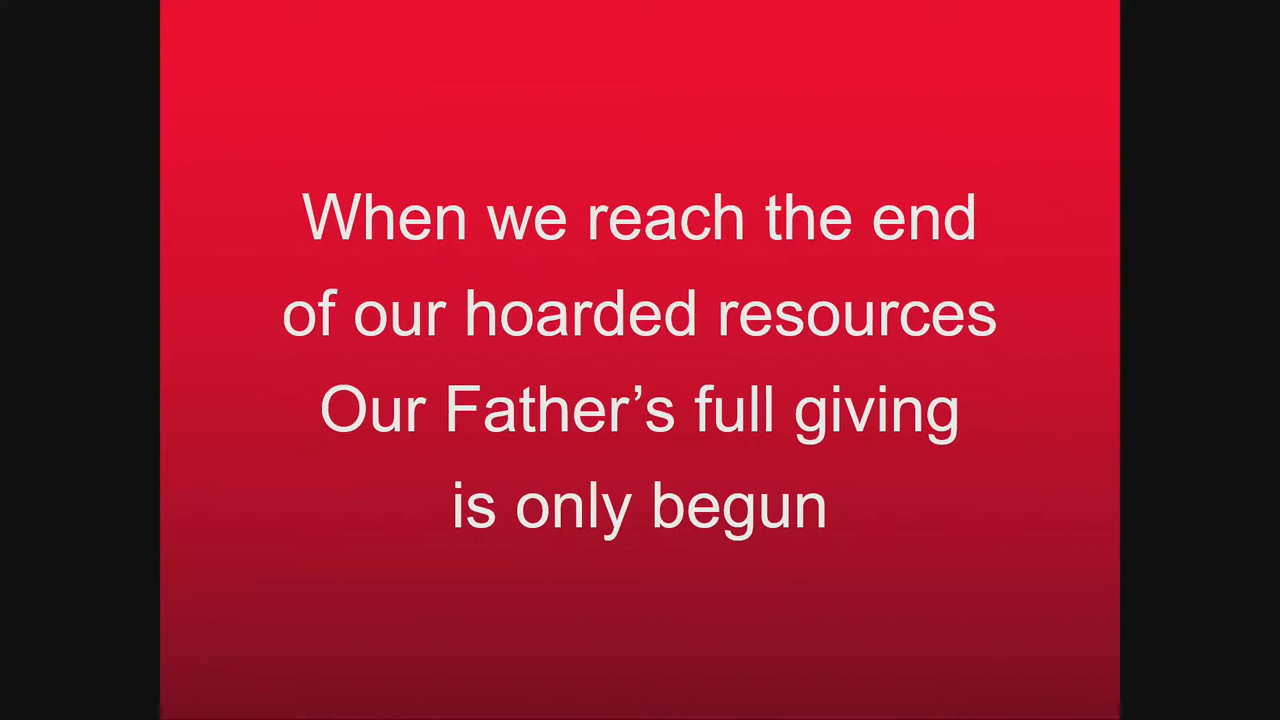 When we reach the end
of our hoarded resources
Our Father’s full giving
is only begun